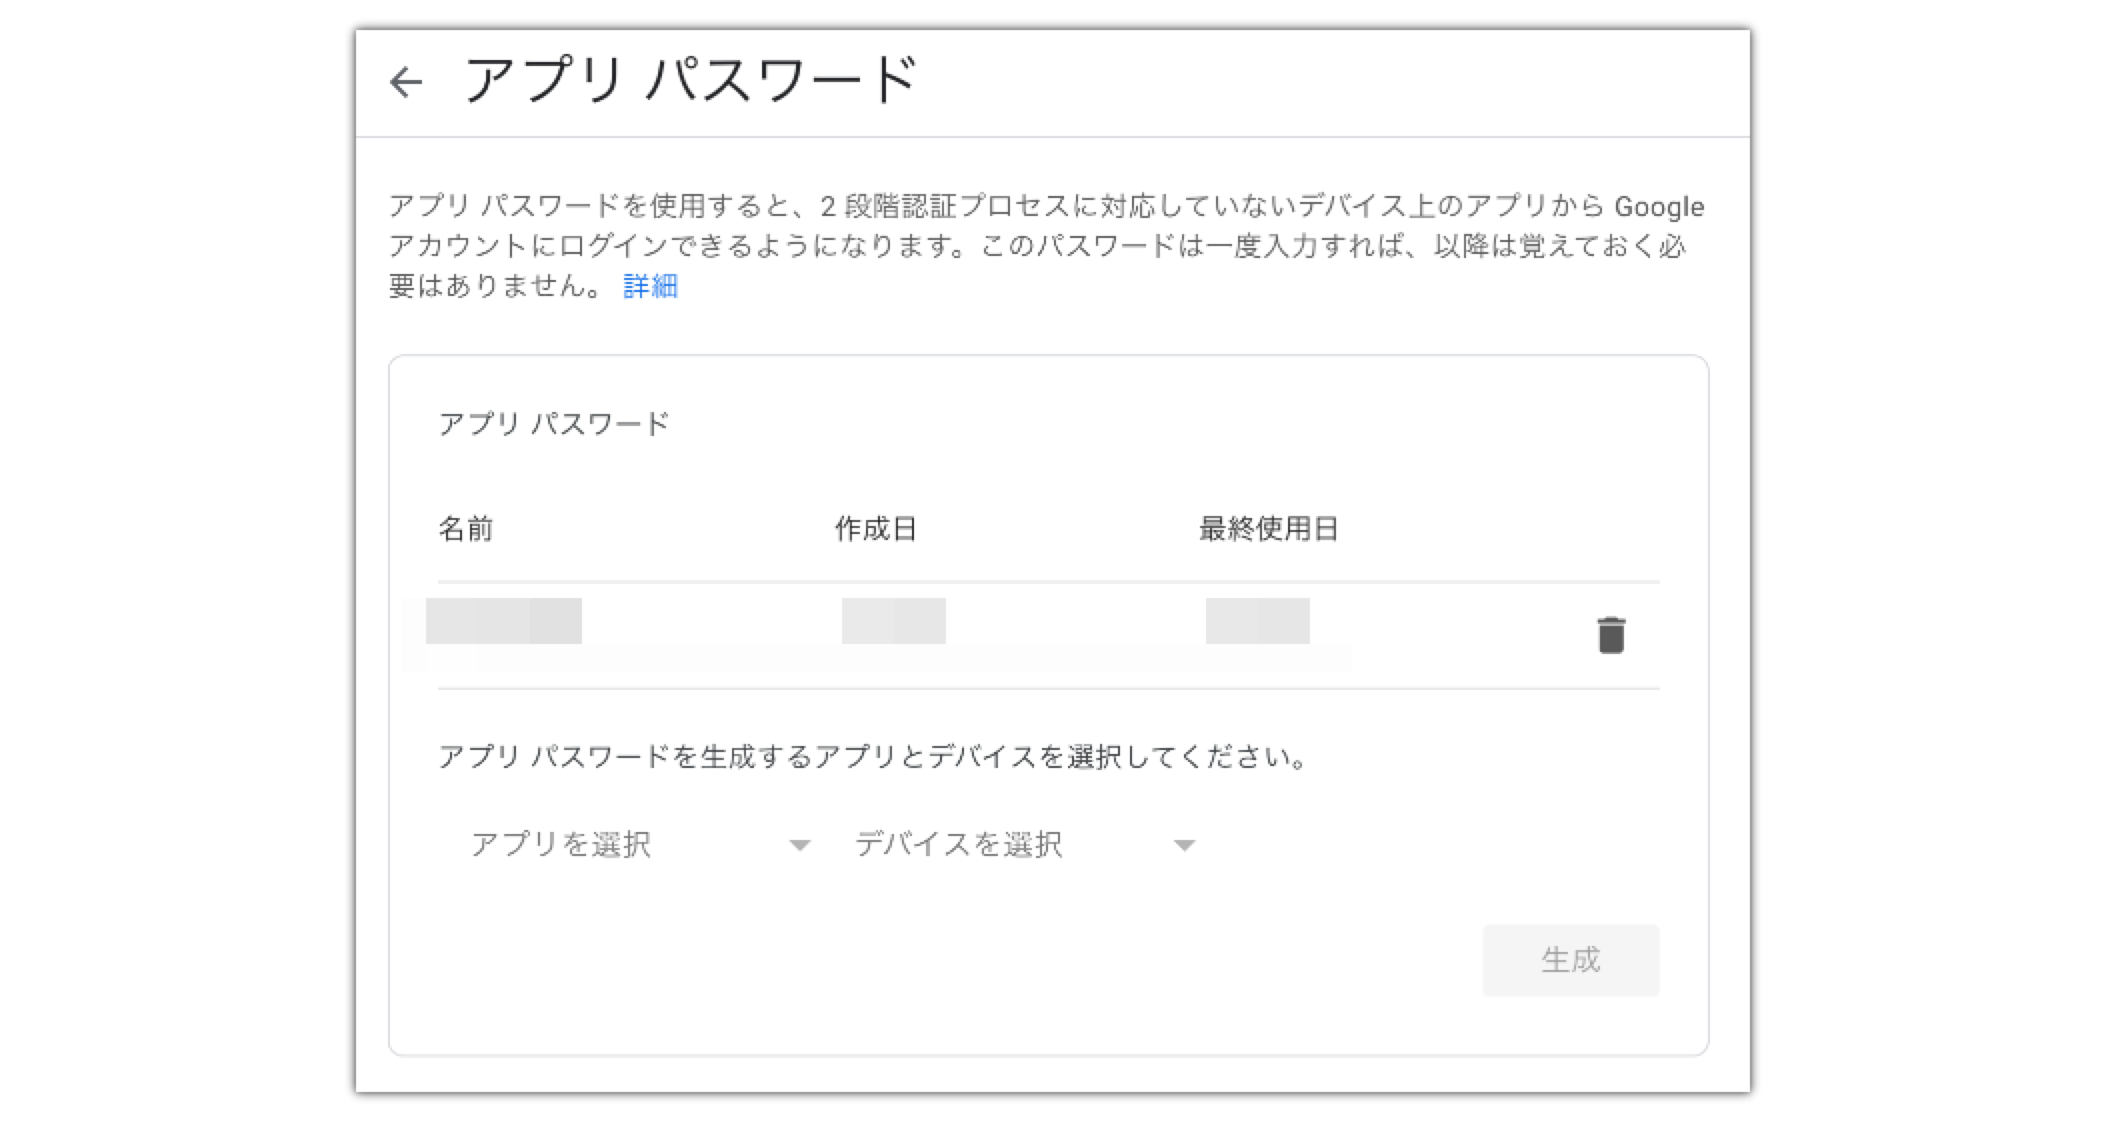 アプリ パスワード
アプリ パスワードを使用すると、2 段階認証プロセスに対応していないデバイス上のアプリから Google
アカウントにログインできるようになります。このパスワードは一度入力すれば、以降は覚えておく必
要はありません。 詳細
アプリ パスワード
名前 作成日 最終使用日
アプリ パスワードを生成するアプリとデバイスを選択してください。
アプリを選択 デバイスを選択
生成